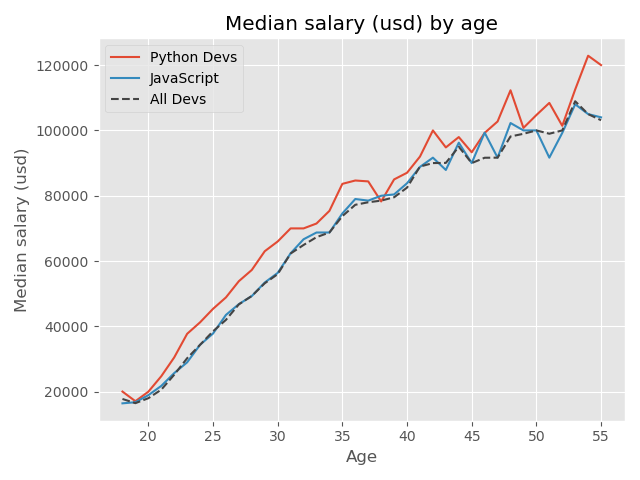 Median salary (usd) by age
Python Devs
JavaScript
All Devs
Median salary (usd)
120000
100000
80000
60000
40000
20000
20 25 30 35 40 45 50 55
Age